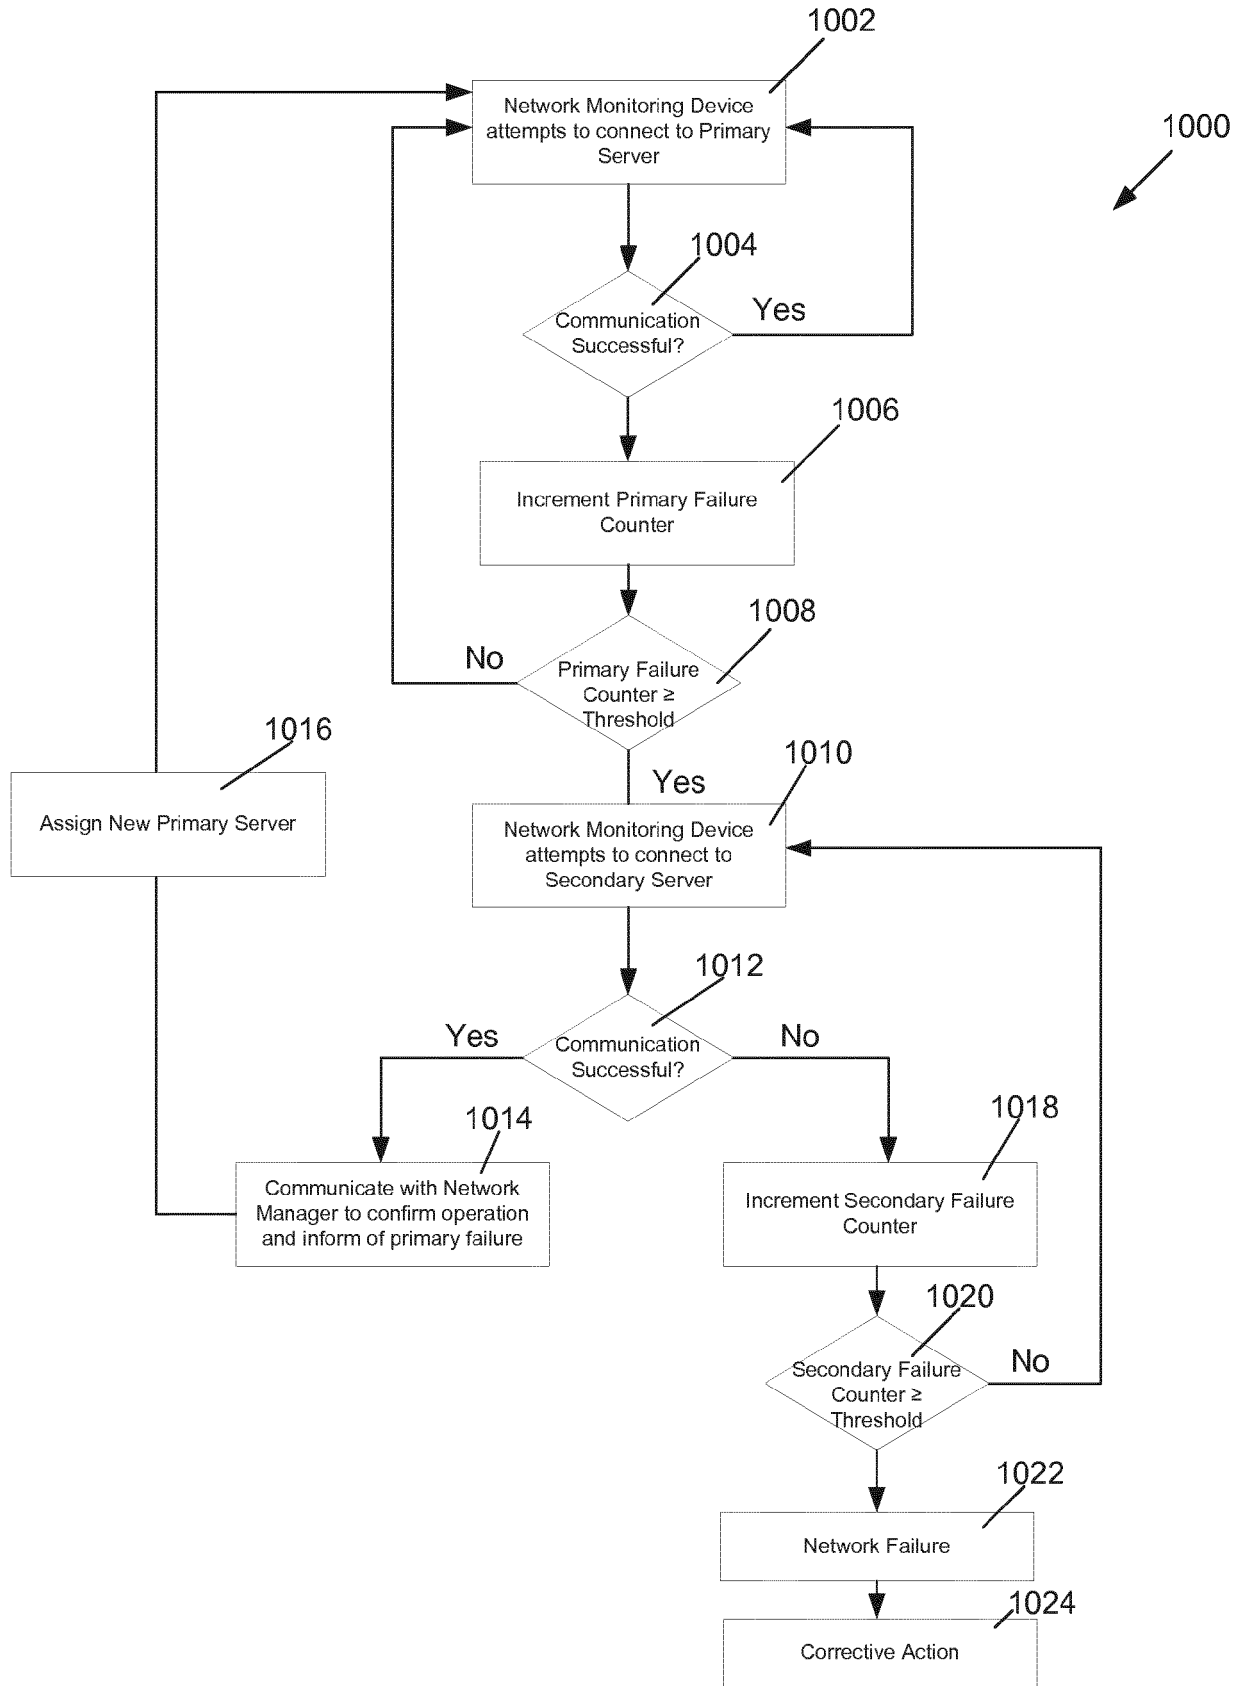 1002
Network Monitoring Device
attempts to connect to Primary
Server
1000
1004
Communication
Successful?
Yes
1006
Increment Primary Failure
Counter
1008
No
Primary Failure
Counter ≥
Threshold
1016
Assign New Primary Server
1010
Yes
Network Monitoring Device
attempts to connect to
Secondary Server
1012
Yes
Communication
Successful?
No
1014
Communicate with Network
Manager to confirm operation
and inform of primary failure
1018
Increment Secondary Failure
Counter
1020
Secondary Failure
Counter ≥
Threshold
No
1022
Network Failure
1024
Corrective Action